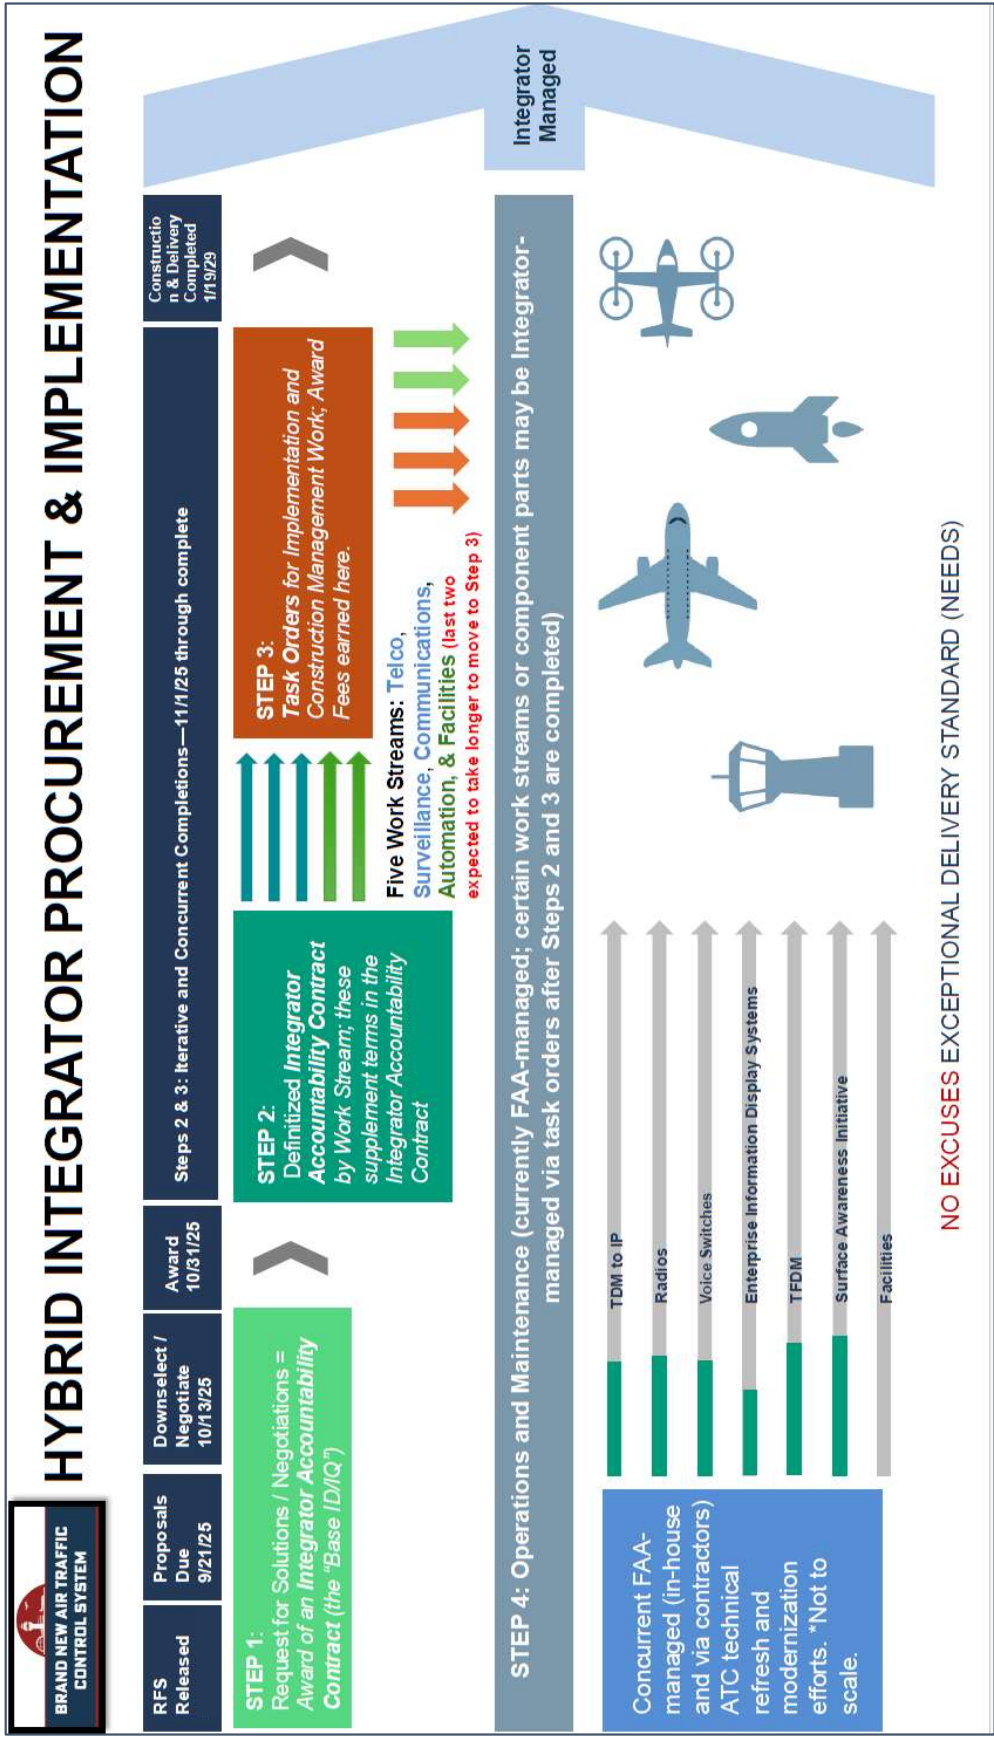 BRAND NEW AIR TRAFFIC
CONTROL SYSTEM
HYBRID INTEGRATOR PROCUREMENT & IMPLEMENTATION
RFS
Released
Proposals
Due
9/21/25
Downselect /
Negotiate
10/13/25
Award
10/31/25
Steps 2 & 3: Iterative and Concurrent Completions—11/1/25 through complete
Constructio
n & Delivery
Completed
1/19/29
STEP 1:
Request for Solutions / Negotiations =
Award of an Integrator Accountability
Contract (the “Base ID/IQ”)
STEP 2:
Definitized Integrator
Accountability Contract
by Work Stream; these
supplement terms in the
Integrator Accountability
Contract
STEP 3:
Task Orders for Implementation and
Construction Management Work; Award
Fees earned here.
Five Work Streams: Telco,
Surveillance, Communications,
Automation, & Facilities (last two
expected to take longer to move to Step 3)
STEP 4: Operations and Maintenance (currently FAA-managed; certain work streams or component parts may be Integrator-
managed via task orders after Steps 2 and 3 are completed)
Integrator
Managed
Concurrent FAA-
managed (in-house
and via contractors)
ATC technical
refresh and
modernization
efforts. *Not to
scale.
TDM to IP
Radios
Voice Switches
Enterprise Information Display Systems
TFDM
Surface Awareness Initiative
Facilities
NO EXCUSES EXCEPTIONAL DELIVERY STANDARD (NEEDS)